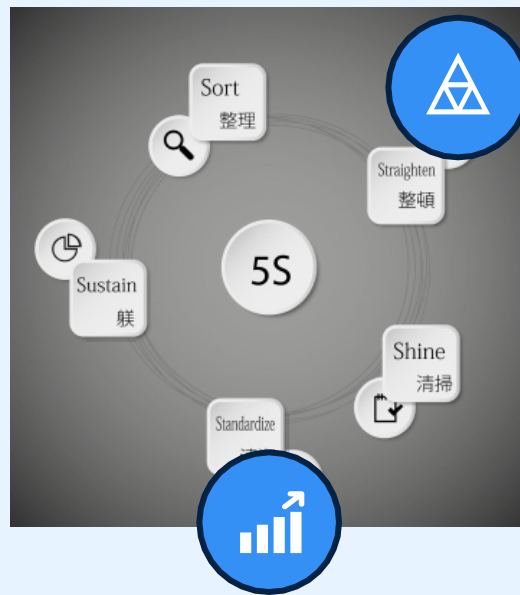 Sort
整理
Straighten
整頓
5S
Sustain
躾
Shine
清掃
Standardize